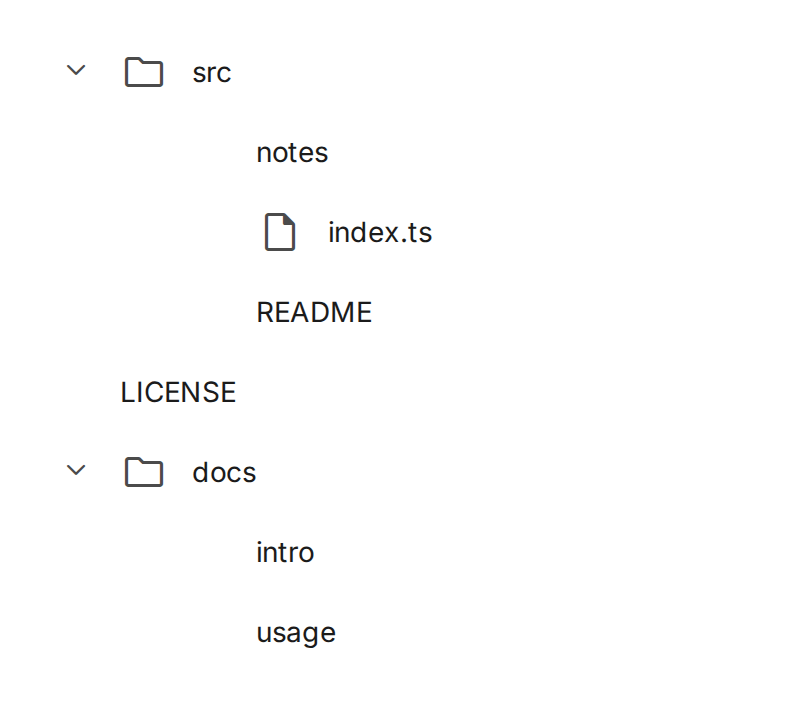 src
notes
index.ts
README
LICENSE
docs
intro
usage